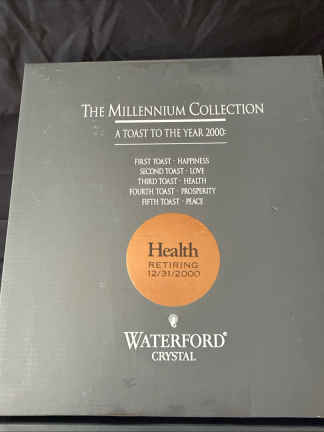 THE MILLENNIUM COLLECTION
A TOAST TO THE YEAR 2000:
FIRST TOAST · HAPPINESS
SECOND TOAST · LOVE
THIRD TOAST · HEALTH
FOURTH TOAST · PROSPERITY
FIFTH TOAST · PEACE
Health
RETIRING
12/31/2000
WATERFORD®
CRYSTAL